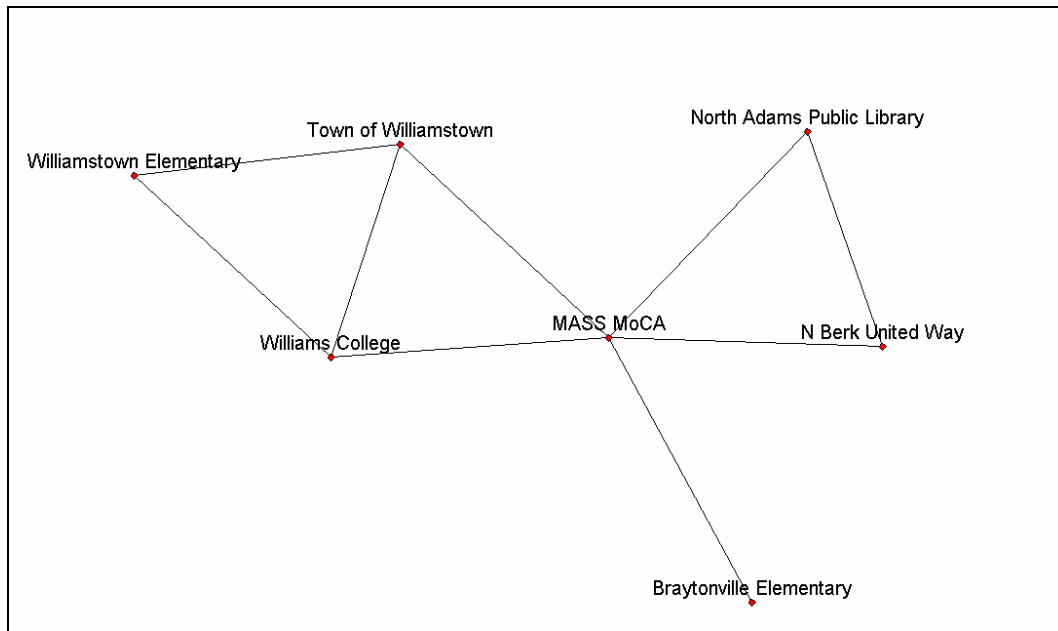 Town of Williamstown
North Adams Public Library
Williamstown Elementary
MASS MoCA
N Berk United Way
Williams College
Braytonville Elementary